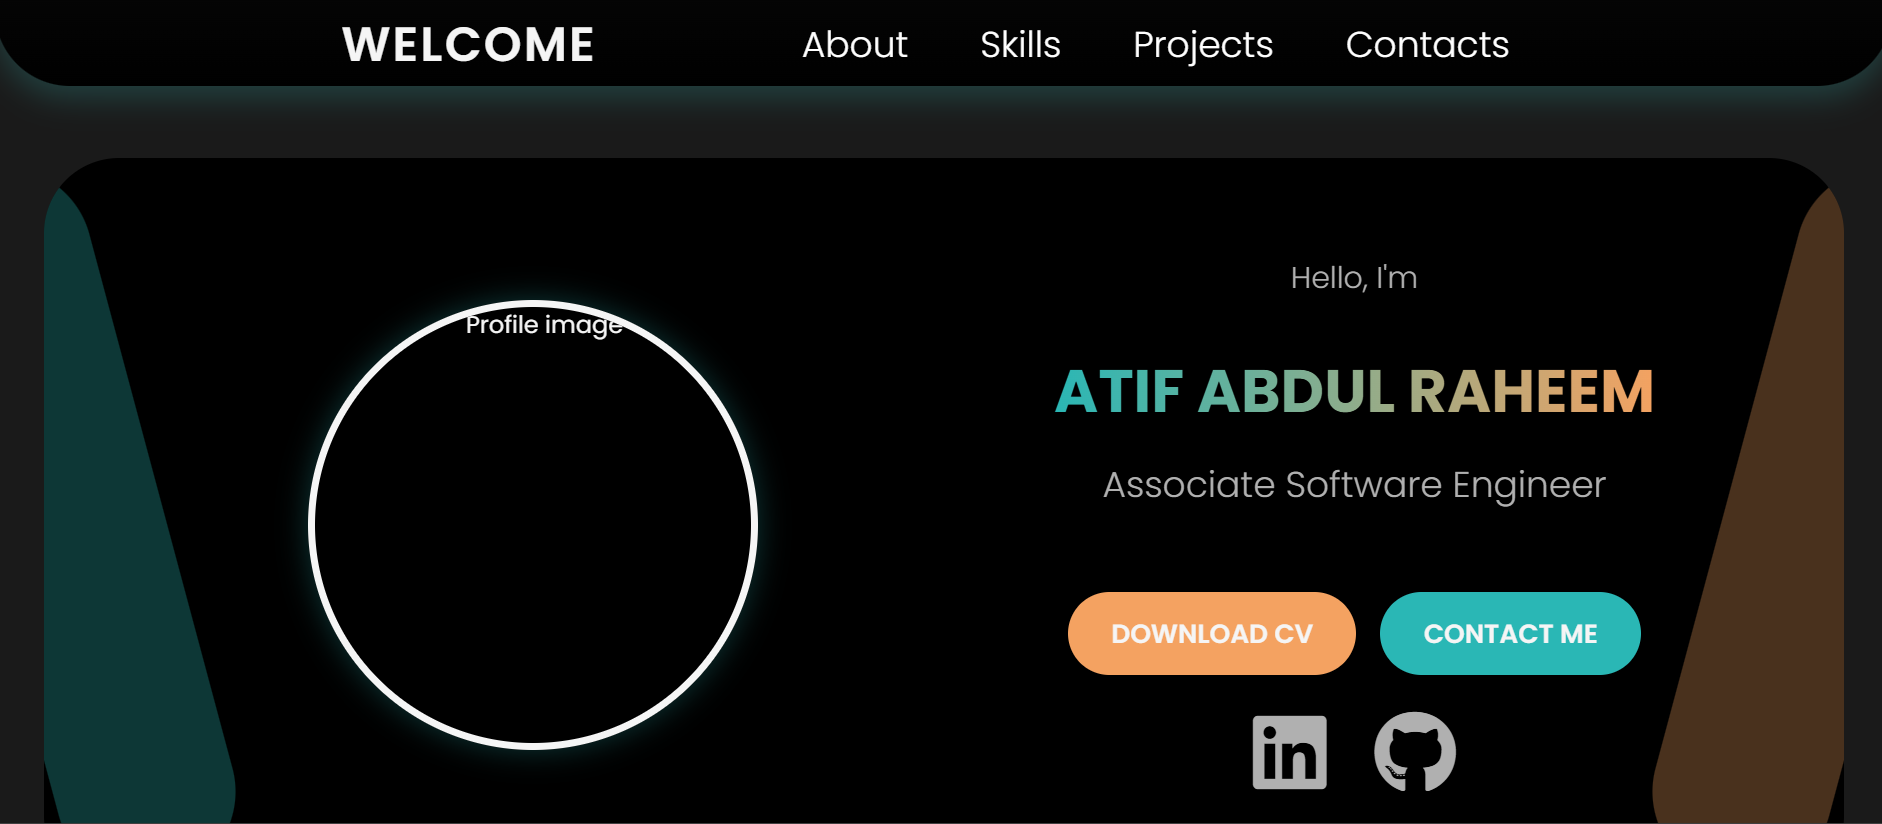 WELCOME About Skills Projects Contacts
Profile image
Hello, I'm
ATIF ABDUL RAHEEM
Associate Software Engineer
DOWNLOAD CV CONTACT ME
in